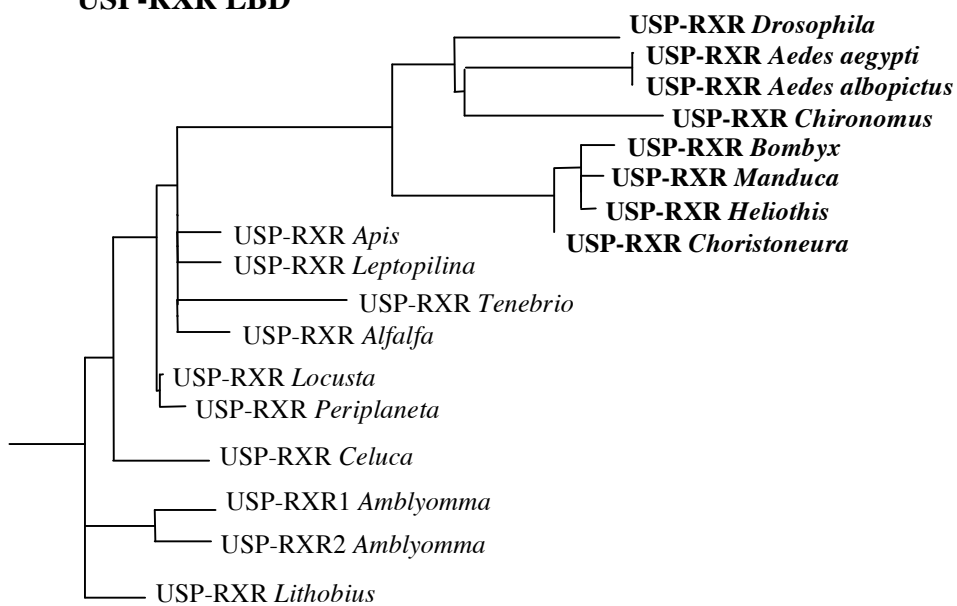 USP-RXR LBD
USP-RXR Drosophila
USP-RXR Aedes aegypti
USP-RXR Aedes albopictus
USP-RXR Chironomus
USP-RXR Bombyx
USP-RXR Manduca
USP-RXR Heliothis
USP-RXR Choristoneura
USP-RXR Apis
USP-RXR Leptopilina
USP-RXR Tenebrio
USP-RXR Alfalfa
USP-RXR Locusta
USP-RXR Periplaneta
USP-RXR Celuca
USP-RXR1 Amblyomma
USP-RXR2 Amblyomma
USP-RXR Lithobius